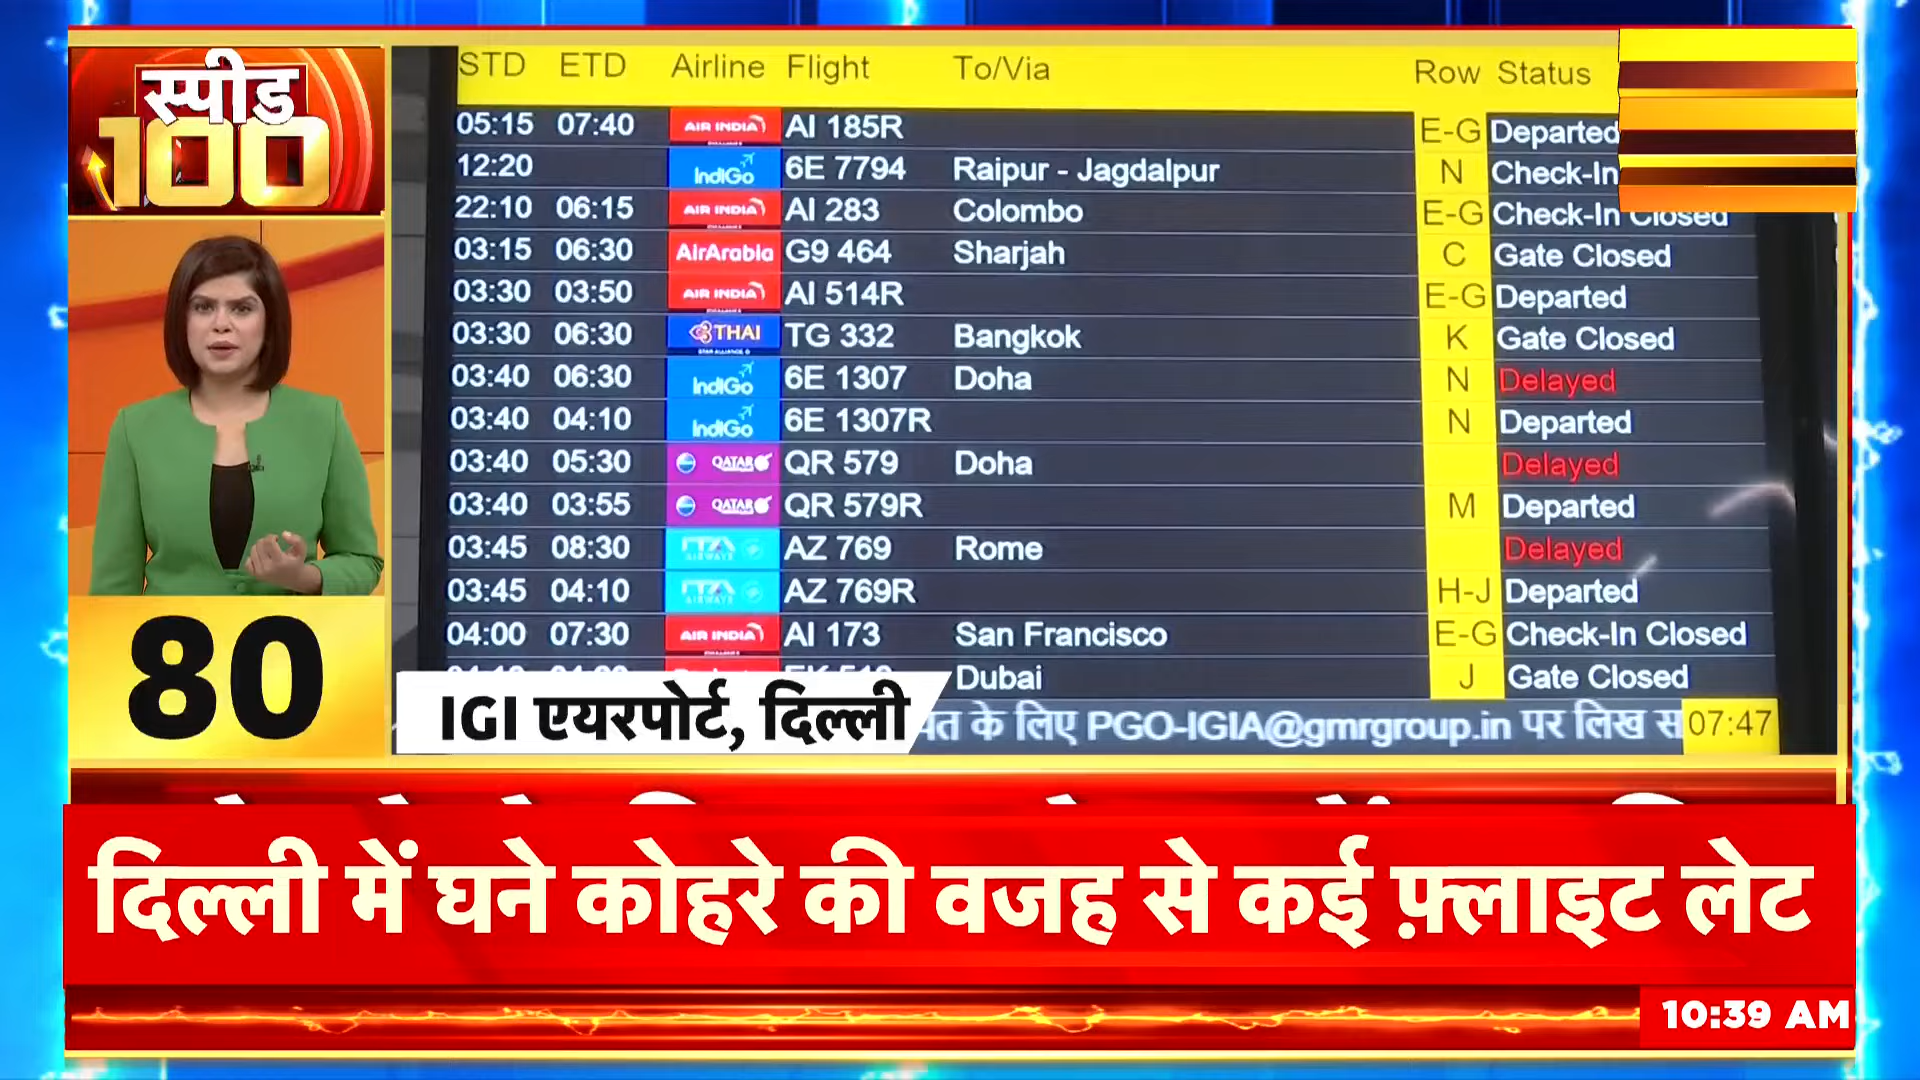 स्पीड
100
80
STD ETD Airline Flight To/Via Row Status
05:15 07:40 AIR INDIA AI 185R E-G Departed
12:20 IndiGo 6E 7794 Raipur - Jagdalpur N Check-In
22:10 06:15 AIR INDIA AI 283 Colombo E-G Check-In Closed
03:15 06:30 AirArabia G9 464 Sharjah C Gate Closed
03:30 03:50 AIR INDIA AI 514R E-G Departed
03:30 06:30 THAI TG 332 Bangkok K Gate Closed
03:40 06:30 IndiGo 6E 1307 Doha N Delayed
03:40 04:10 IndiGo 6E 1307R N Departed
03:40 05:30 QATAR QR 579 Doha Delayed
03:40 03:55 QATAR QR 579R M Departed
03:45 08:30 ITA AIRWAYS AZ 769 Rome Delayed
03:45 04:10 ITA AIRWAYS AZ 769R H-J Departed
04:00 07:30 AIR INDIA AI 173 San Francisco E-G Check-In Closed
Dubai J Gate Closed
के लिए PGO-IGIA@gmrgroup.in पर लिख 07:47
IGI एयरपोर्ट, दिल्ली
दिल्ली में घने कोहरे की वजह से कई फ़्लाइट लेट
10:39 AM